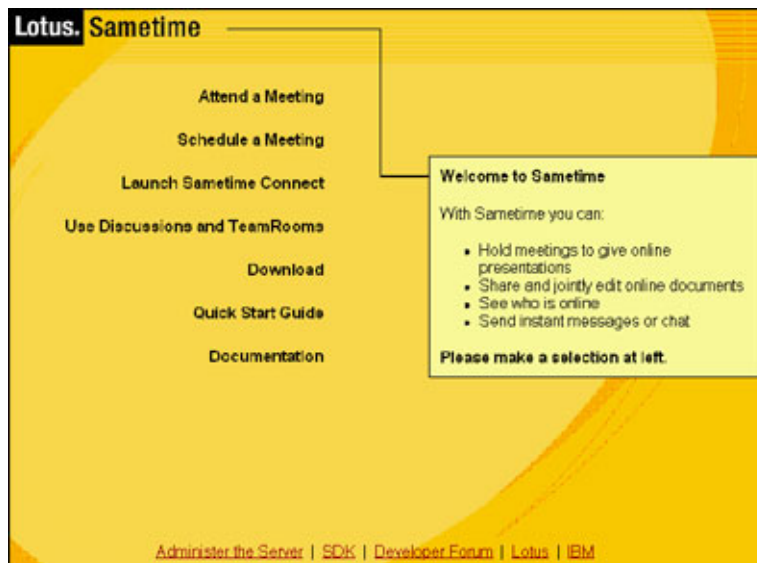 Lotus. Sametime
Attend a Meeting
Schedule a Meeting
Launch Sametime Connect
Use Discussions and TeamRooms
Download
Quick Start Guide
Documentation
Welcome to Sametime
With Sametime you can:
• Hold meetings to give online
presentations
• Share and jointly edit online documents
• See who is online
• Send instant messages or chat
Please make a selection at left.
Administer the Server | SDK | Developer Forum | Lotus | IBM